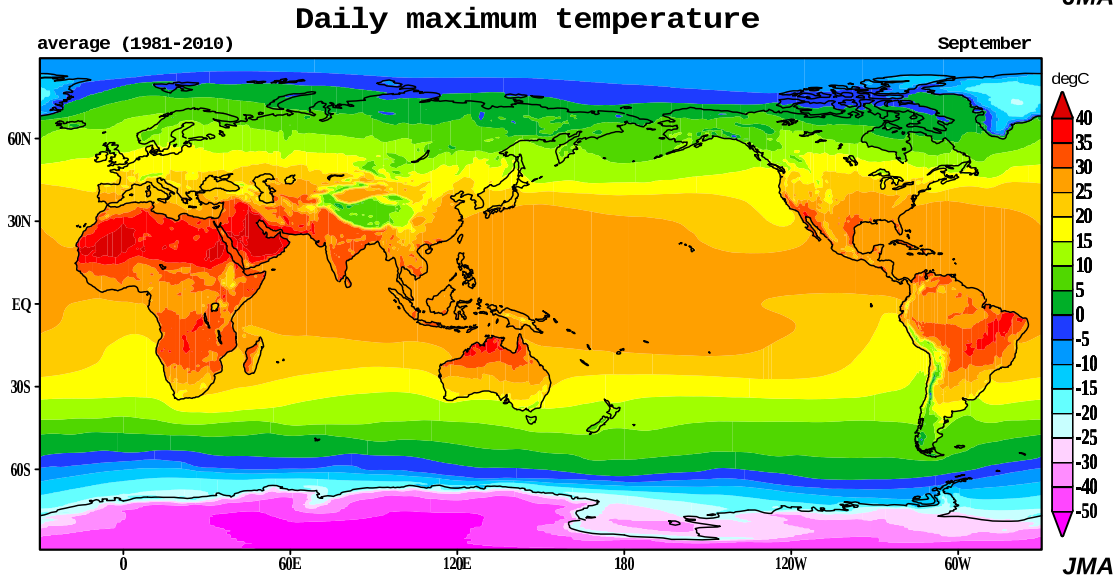 JMA
Daily maximum temperature
average (1981-2010)
September
degC
40
35
30
25
20
15
10
5
0
-5
-10
-15
-20
-25
-30
-40
-50
60N
30N
EQ
30S
60S
0
60E
120E
180
120W
60W
JMA